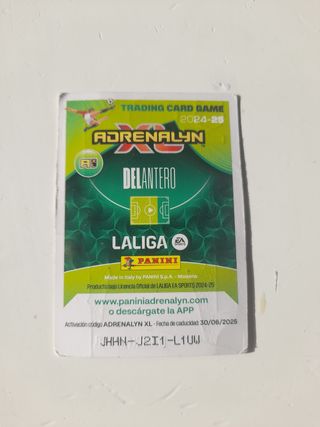 TRADING CARD GAME
2024-25
ADRENALYN
XL
DELANTERO
LALIGA EA SPORTS
PANINI
Made in Italy by PANINI S.p.A. - Modena
Producto bajo Licencia Oficial de LALIGA EA SPORTS 2024-25
www.paniniadrenalyn.com
o descárgate la APP
Activación código ADRENALYN XL - Fecha de caducidad: 30/06/2025
JHHN-J2I1-L1UW